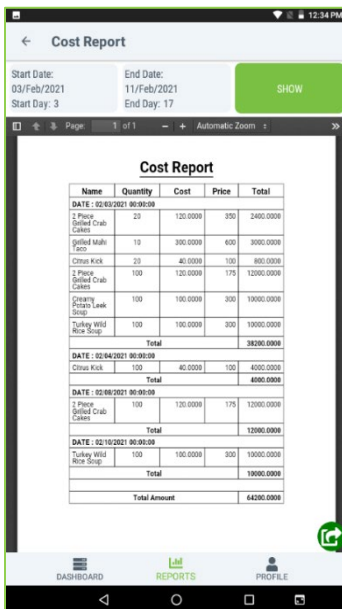 12:34 PM
Cost Report
Start Date: End Date:
03/Feb/2021 11/Feb/2021
Start Day: 3 End Day: 17
SHOW
Page: 1 of 1 − + Automatic Zoom
Cost Report
Name Quantity Cost Price Total
DATE : 02/03/2021 00:00:00
2 Piece Grilled Crab Cakes 20 120.0000 350 2400.0000
Grilled Mahi Taco 10 300.0000 600 3000.0000
Citrus Kick 20 40.0000 100 800.0000
2 Piece Grilled Crab Cakes 100 120.0000 175 12000.0000
Creamy Potato Leek Soup 100 100.0000 300 10000.0000
Turkey Wild Rice Soup 100 100.0000 300 10000.0000
Total 38200.0000
DATE : 02/04/2021 00:00:00
Citrus Kick 100 40.0000 100 4000.0000
Total 4000.0000
DATE : 02/08/2021 00:00:00
2 Piece Grilled Crab Cakes 100 120.0000 175 12000.0000
Total 12000.0000
DATE : 02/10/2021 00:00:00
Turkey Wild Rice Soup 100 100.0000 300 10000.0000
Total 10000.0000
Total Amount 64200.0000
DASHBOARD REPORTS PROFILE